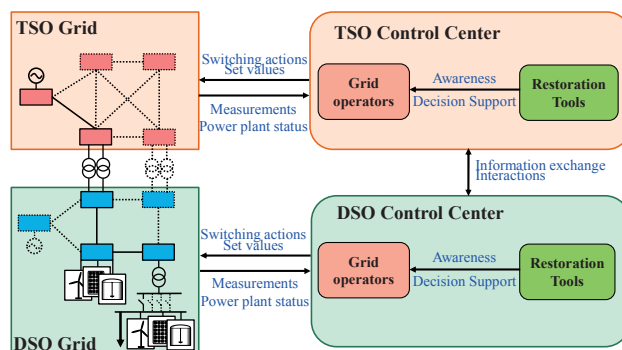 TSO Grid
Switching actions
Set values
Measurements
Power plant status
TSO Control Center
Grid
operators
Awareness
Decision Support
Restoration
Tools
Information exchange
Interactions
DSO Control Center
Switching actions
Set values
Measurements
Power plant status
Grid
operators
Awareness
Decision Support
Restoration
Tools
DSO Grid